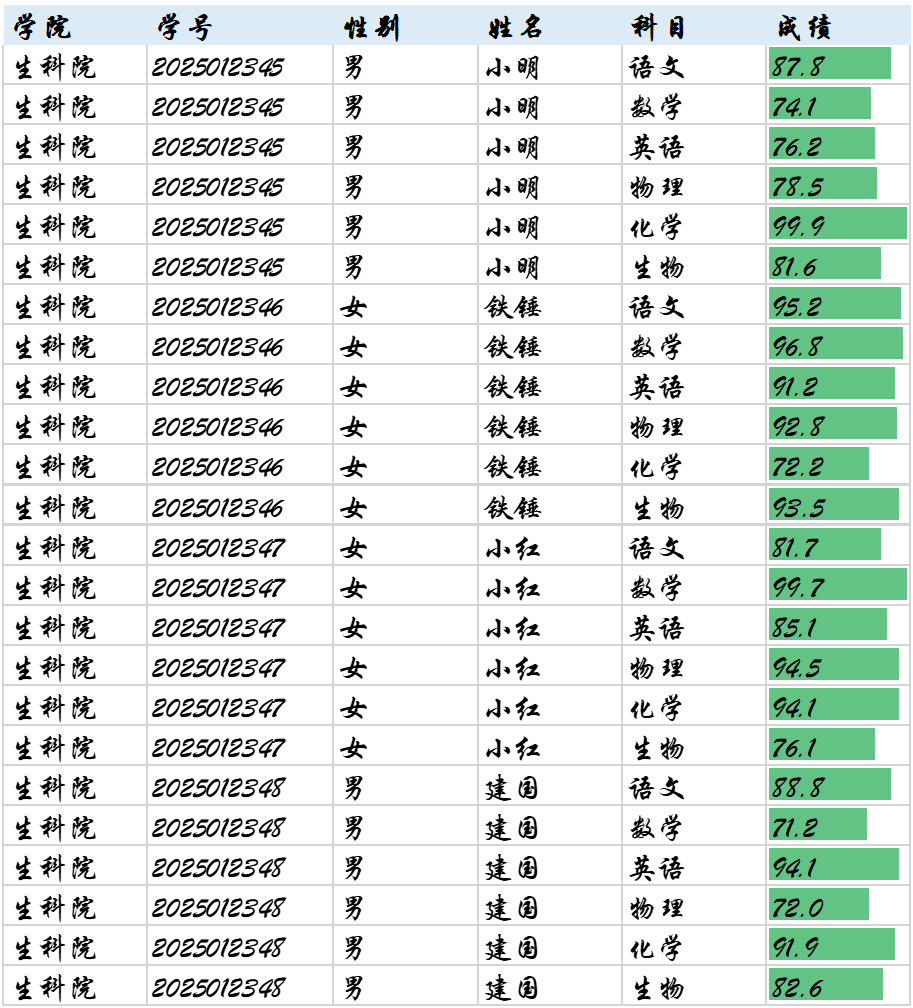 学院 学号 性别 姓名 科目 成绩
生科院 2025012345 男 小明 语文 87.8
生科院 2025012345 男 小明 数学 74.1
生科院 2025012345 男 小明 英语 76.2
生科院 2025012345 男 小明 物理 78.5
生科院 2025012345 男 小明 化学 99.9
生科院 2025012345 男 小明 生物 81.6
生科院 2025012346 女 铁锤 语文 95.2
生科院 2025012346 女 铁锤 数学 96.8
生科院 2025012346 女 铁锤 英语 91.2
生科院 2025012346 女 铁锤 物理 92.8
生科院 2025012346 女 铁锤 化学 72.2
生科院 2025012346 女 铁锤 生物 93.5
生科院 2025012347 女 小红 语文 81.7
生科院 2025012347 女 小红 数学 99.7
生科院 2025012347 女 小红 英语 85.1
生科院 2025012347 女 小红 物理 94.5
生科院 2025012347 女 小红 化学 94.1
生科院 2025012347 女 小红 生物 76.1
生科院 2025012348 男 建国 语文 88.8
生科院 2025012348 男 建国 数学 71.2
生科院 2025012348 男 建国 英语 94.1
生科院 2025012348 男 建国 物理 72.0
生科院 2025012348 男 建国 化学 91.9
生科院 2025012348 男 建国 生物 82.6